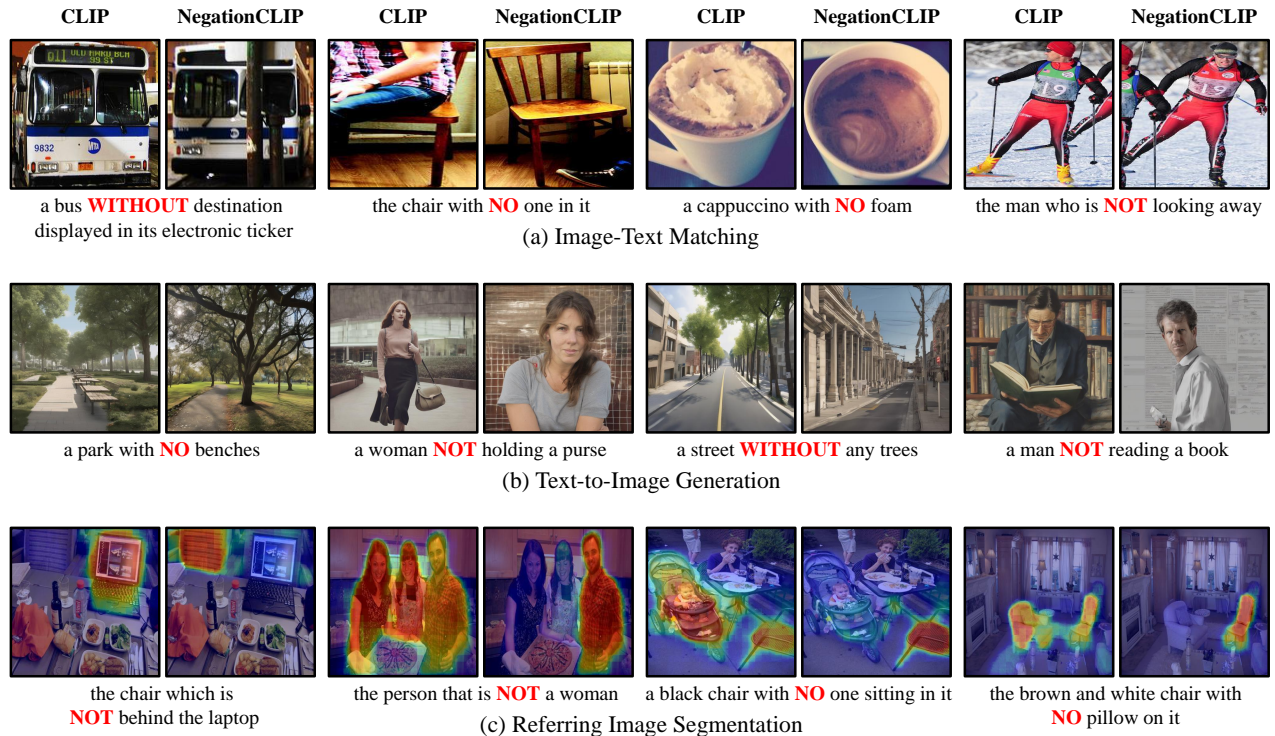 CLIP NegationCLIP CLIP NegationCLIP CLIP NegationCLIP CLIP NegationCLIP
9832
19
19
a bus WITHOUT destination
displayed in its electronic ticker
the chair with NO one in it
a cappuccino with NO foam
the man who is NOT looking away
(a) Image-Text Matching
a park with NO benches
a woman NOT holding a purse
a street WITHOUT any trees
a man NOT reading a book
(b) Text-to-Image Generation
the chair which is
NOT behind the laptop
the person that is NOT a woman
a black chair with NO one sitting in it
the brown and white chair with
NO pillow on it
(c) Referring Image Segmentation